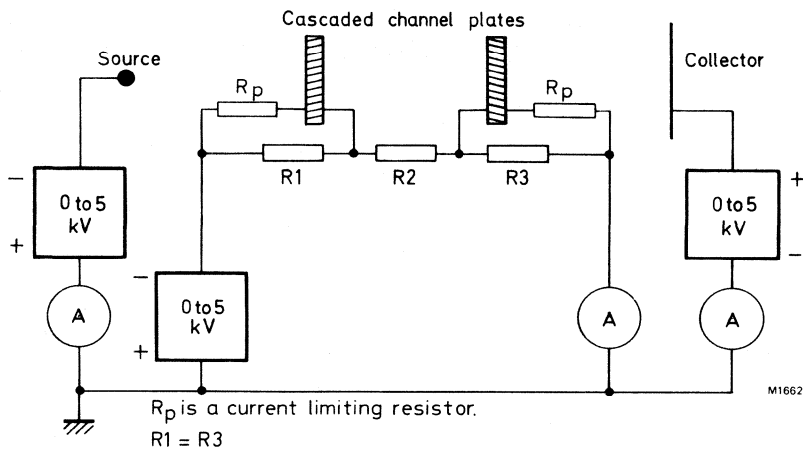 Cascaded channel plates
Source
Collector
Rp
Rp
R1
R2
R3
−
0 to 5
kV
+
A
−
0 to 5
kV
+
A
+
0 to 5
kV
−
A
M1662
Rp is a current limiting resistor.
R1 = R3